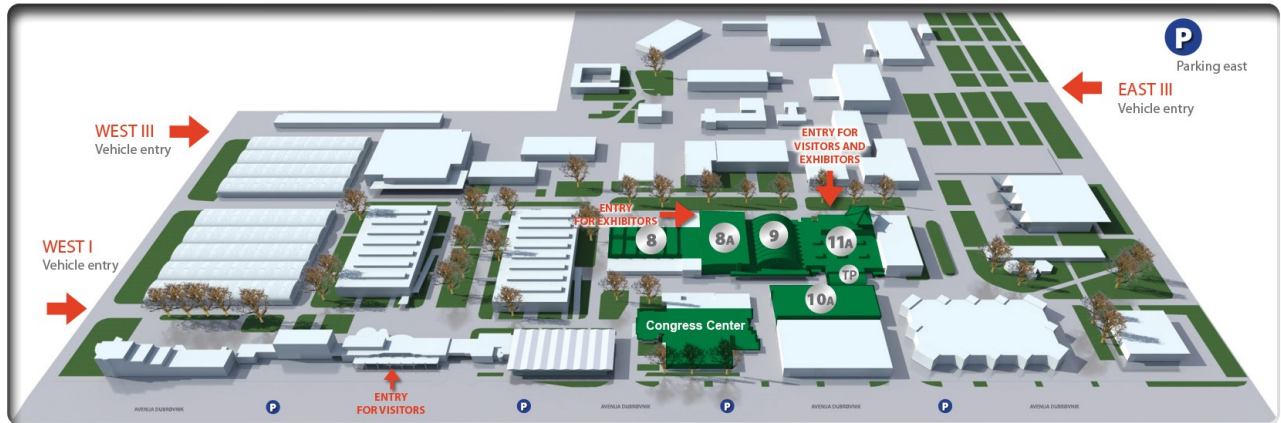 P
Parking east
EAST III
Vehicle entry
WEST III
Vehicle entry
ENTRY FOR
VISITORS AND
EXHIBITORS
ENTRY
FOR EXHIBITORS
8
8A
9
11A
TP
10A
WEST I
Vehicle entry
Congress Center
ENTRY
FOR VISITORS
AVENIJA DUBROVNIK
P
P
AVENIJA DUBROVNIK
P
AVENIJA DUBROVNIK
P
AVENIJA DUBROVNIK